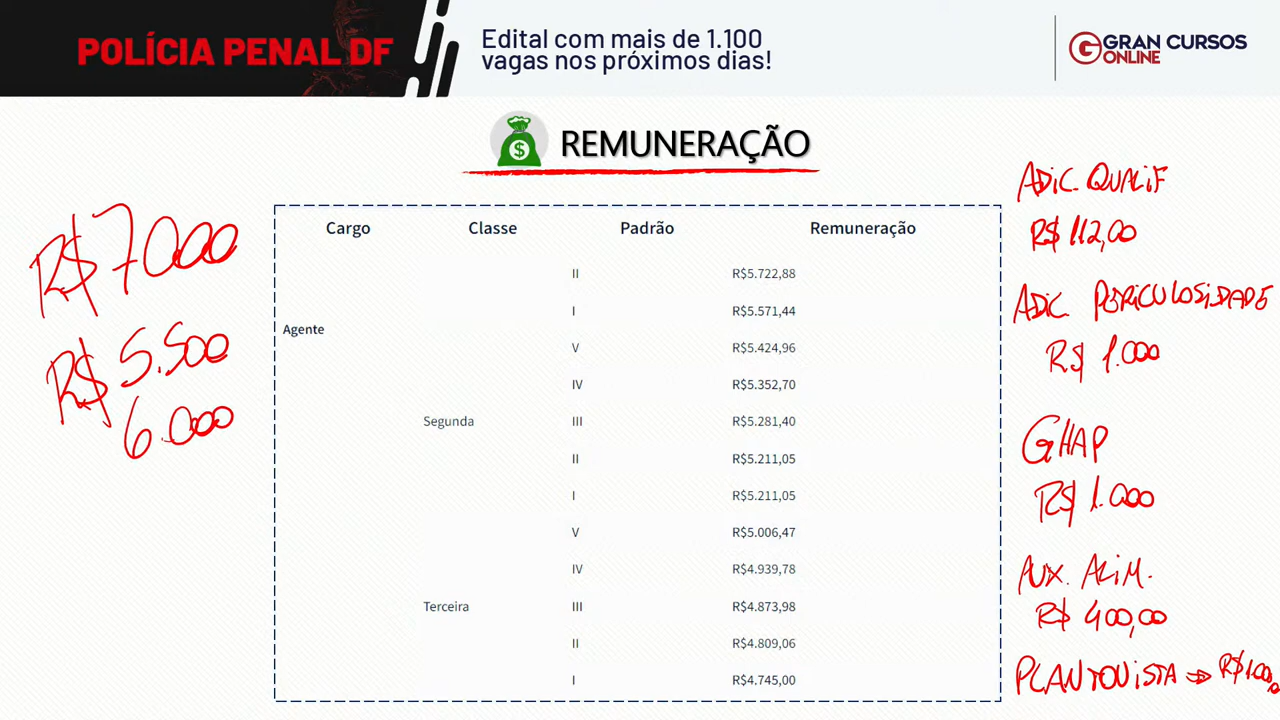 POLÍCIA PENAL DF
Edital com mais de 1.100
vagas nos próximos dias!
GRAN CURSOS
ONLINE
REMUNERAÇÃO
Cargo Classe Padrão Remuneração
II R$5.722,88
I R$5.571,44
Agente
V R$5.424,96
IV R$5.352,70
Segunda III R$5.281,40
II R$5.211,05
I R$5.211,05
V R$5.006,47
IV R$4.939,78
Terceira III R$4.873,98
II R$4.809,06
I R$4.745,00
R$ 7000
R$ 5.500
6.000
ADIC. QUALIF
R$ 112,00
ADIC. PERICULOSIDADE
R$ 1.000
GHAP
R$ 1.000
AUX. ALIM.
R$ 400,00
PLANTONISTA ⇒